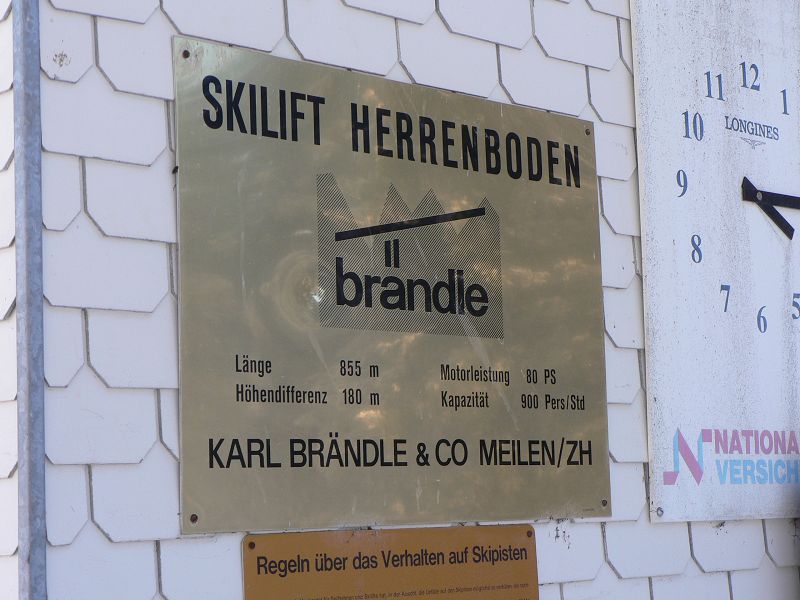 SKILIFT HERRENBODEN
brändle
Länge 855 m
Höhendifferenz 180 m
Motorleistung 80 PS
Kapazität 900 Pers/Std
KARL BRÄNDLE & CO MEILEN/ZH
Regeln über das Verhalten auf Skipisten
11 12 1
10 LONGINES
9
8
7 6 5
NATIONA
VERSICH